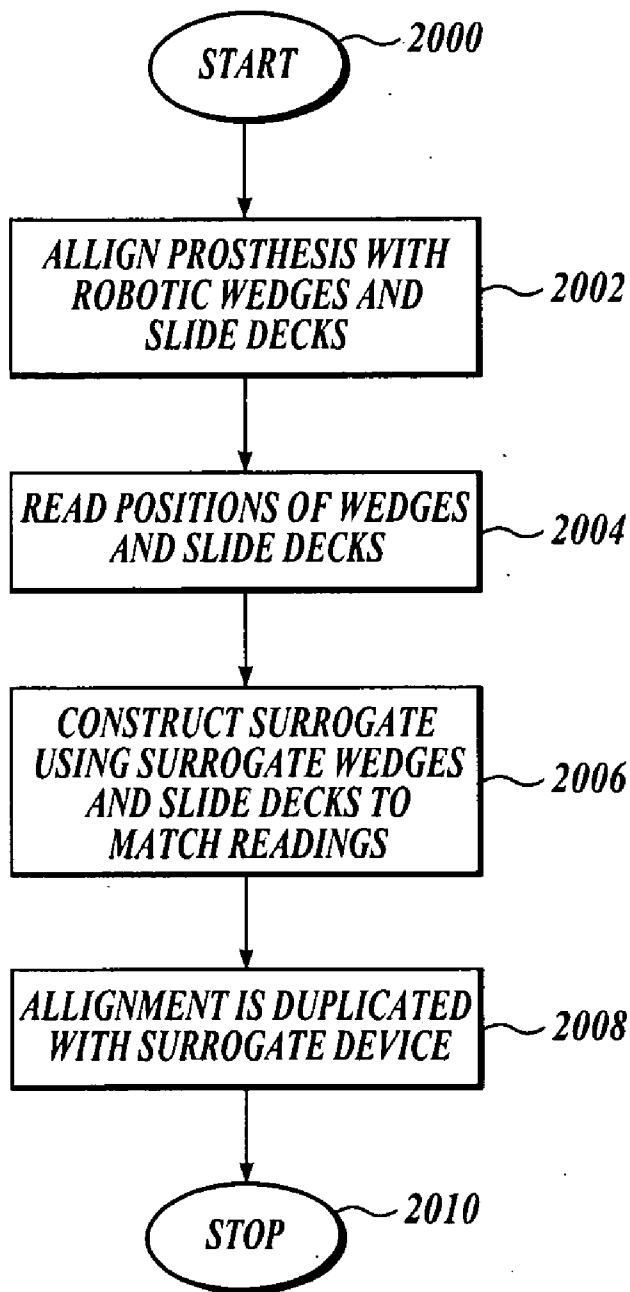 START
2000
ALLIGN PROSTHESIS WITH
ROBOTIC WEDGES AND
SLIDE DECKS
2002
READ POSITIONS OF WEDGES
AND SLIDE DECKS
2004
CONSTRUCT SURROGATE
USING SURROGATE WEDGES
AND SLIDE DECKS TO
MATCH READINGS
2006
ALLIGNMENT IS DUPLICATED
WITH SURROGATE DEVICE
2008
STOP
2010